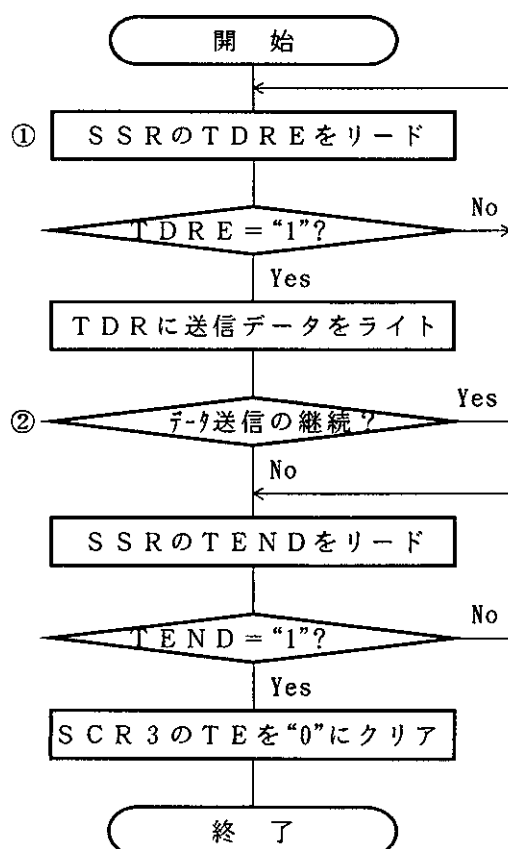 開 始
① SSRのTDREをリード
TDRE=“1”?
No
Yes
TDRに送信データをライト
② データ送信の継続?
Yes
No
SSRのTENDをリード
TEND=“1”?
No
Yes
SCR3のTEを“0”にクリア
終 了